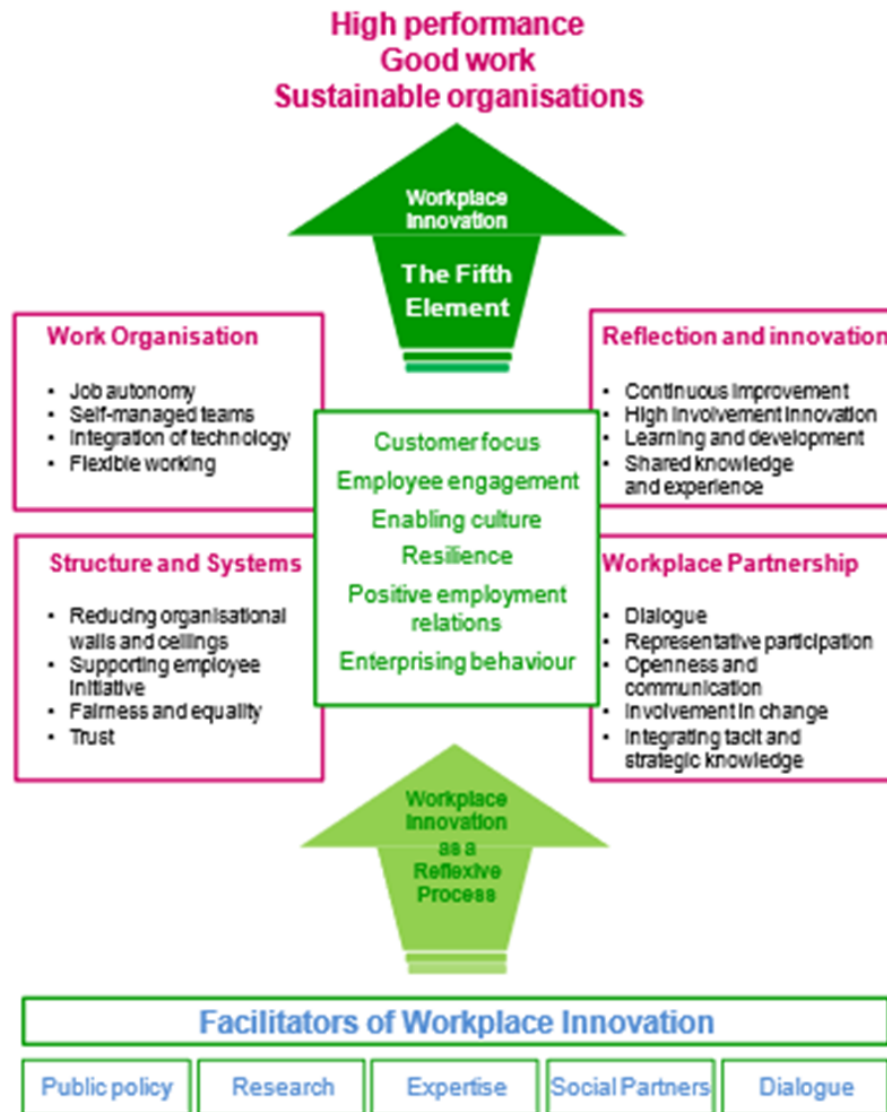 High performance
Good work
Sustainable organisations
Workplace
Innovation
The Fifth
Element
Work Organisation
• Job autonomy
• Self-managed teams
• Integration of technology
• Flexible working
Reflection and innovation
• Continuous improvement
• High involvement innovation
• Learning and development
• Shared knowledge
and experience
Customer focus
Employee engagement
Enabling culture
Resilience
Positive employment
relations
Enterprising behaviour
Structure and Systems
• Reducing organisational
walls and ceilings
• Supporting employee
initiative
• Fairness and equality
• Trust
Workplace Partnership
• Dialogue
• Representative participation
• Openness and
communication
• Involvement in change
• Integrating tacit and
strategic knowledge
Workplace
Innovation
as a
Reflexive
Process
Facilitators of Workplace Innovation
Public policy
Research
Expertise
Social Partners
Dialogue